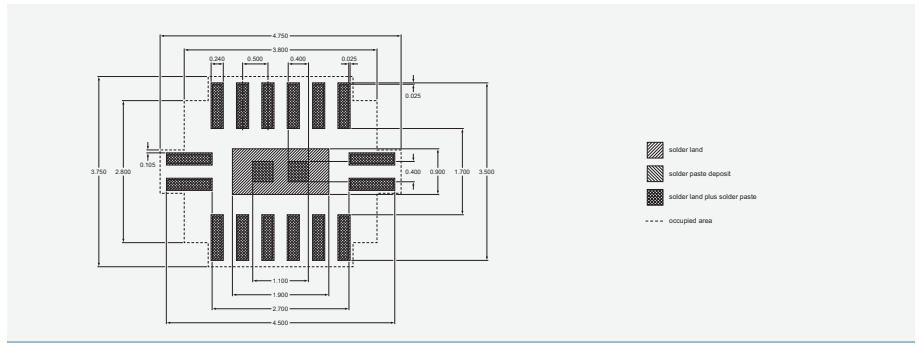 4.750
3.800
0.240 0.500 0.400 0.025
0.025
0.105
3.750 2.800 0.400 0.900 1.700 3.500
solder land
solder paste deposit
solder land plus solder paste
occupied area
1.100
1.900
2.700
4.500